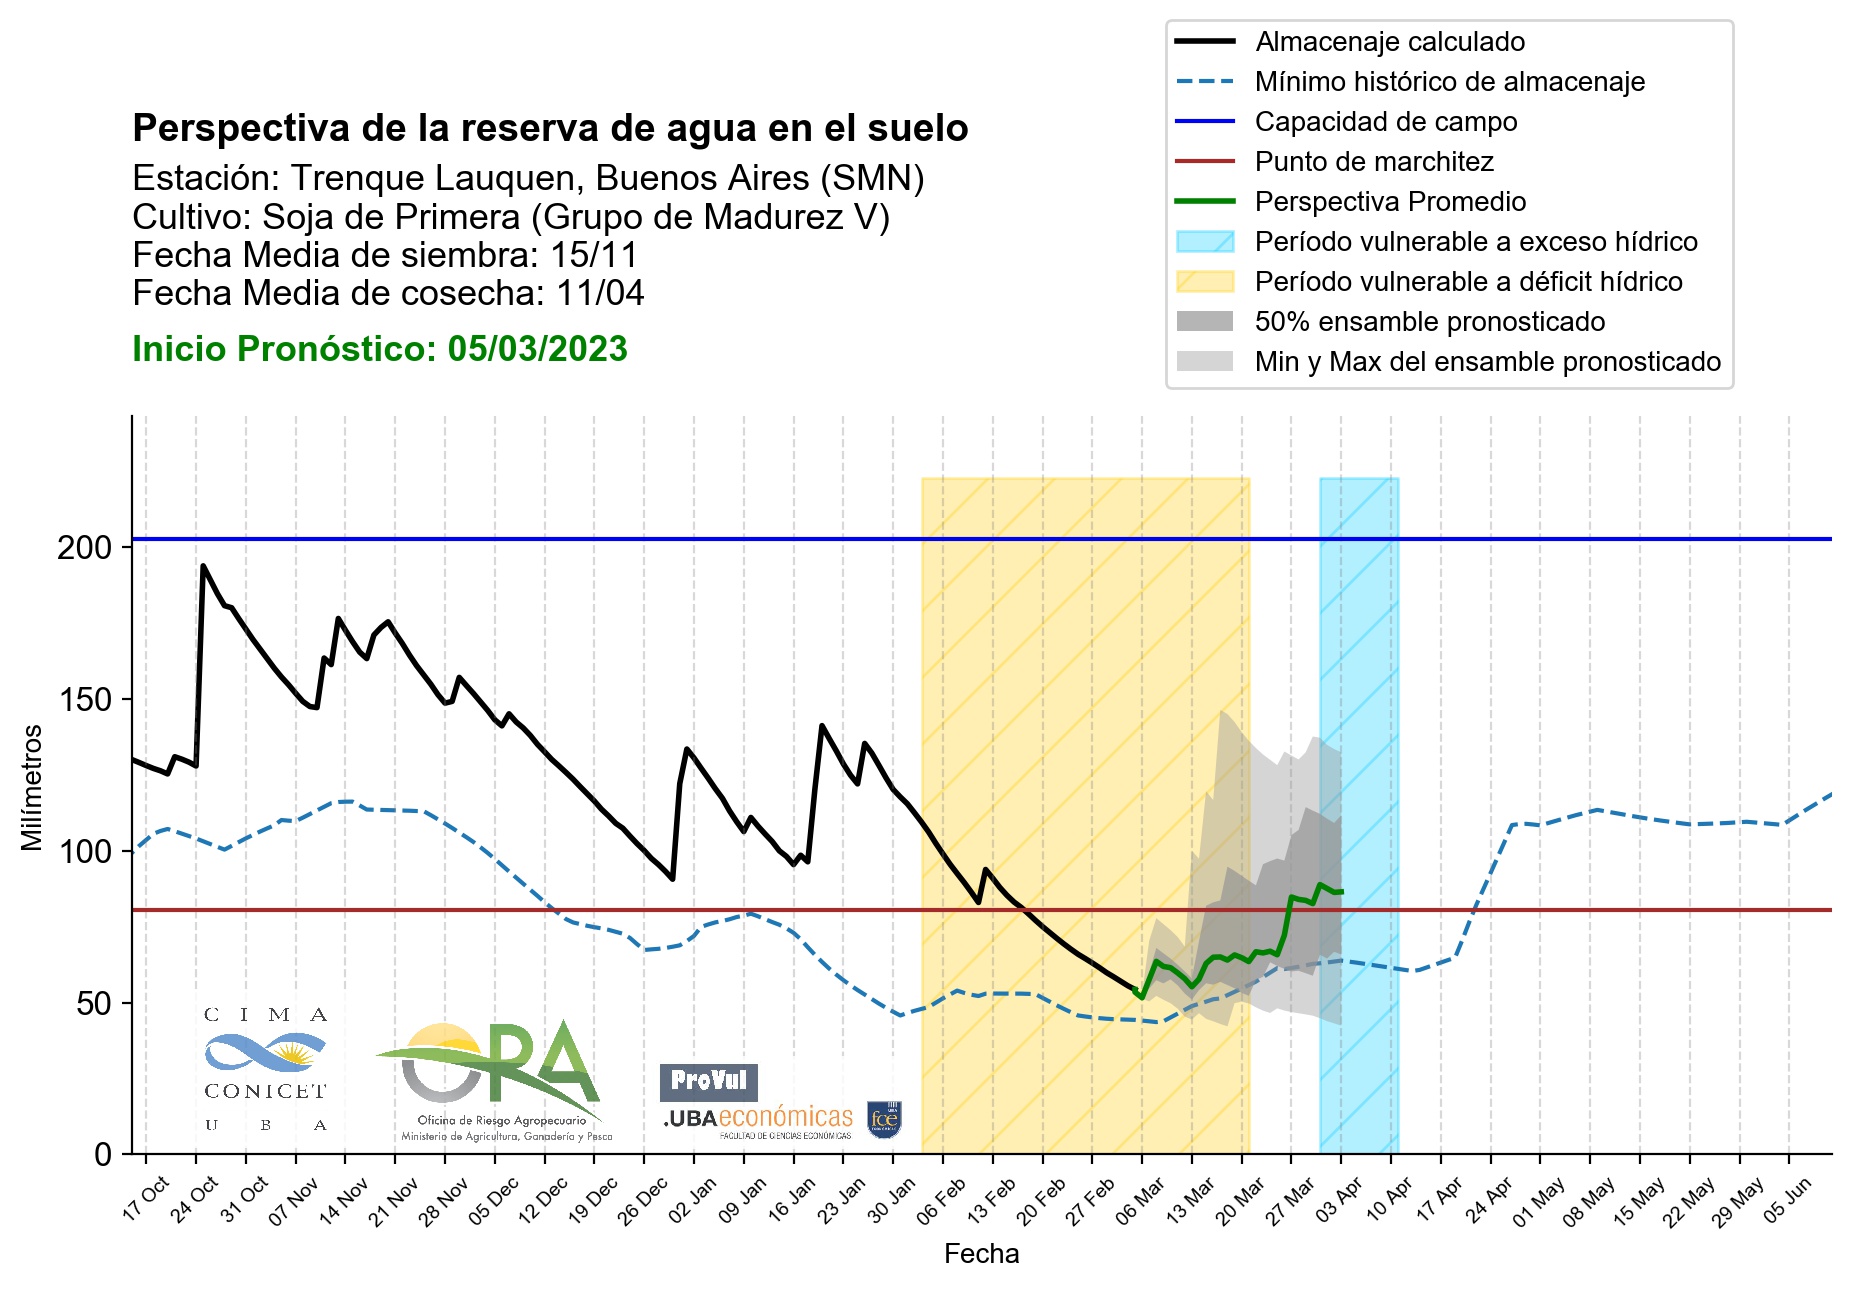 Almacenaje calculado
Mínimo histórico de almacenaje
Capacidad de campo
Punto de marchitez
Perspectiva Promedio
Período vulnerable a exceso hídrico
Período vulnerable a déficit hídrico
50% ensamble pronosticado
Min y Max del ensamble pronosticado
Perspectiva de la reserva de agua en el suelo
Estación: Trenque Lauquen, Buenos Aires (SMN)
Cultivo: Soja de Primera (Grupo de Madurez V)
Fecha Media de siembra: 15/11
Fecha Media de cosecha: 11/04
Inicio Pronóstico: 05/03/2023
Milímetros
200
150
100
50
0
CIMA
CONICET
UBA
ORA
Oficina de Riesgo Agropecuario
Ministerio de Agricultura, Ganadería y Pesca
ProVul
.UBAeconómicas
FACULTAD DE CIENCIAS ECONÓMICAS
fce
17 Oct
24 Oct
31 Oct
07 Nov
14 Nov
21 Nov
28 Nov
05 Dec
12 Dec
19 Dec
26 Dec
02 Jan
09 Jan
16 Jan
23 Jan
30 Jan
06 Feb
13 Feb
20 Feb
27 Feb
06 Mar
13 Mar
20 Mar
27 Mar
03 Apr
10 Apr
17 Apr
24 Apr
01 May
08 May
15 May
22 May
29 May
05 Jun
Fecha